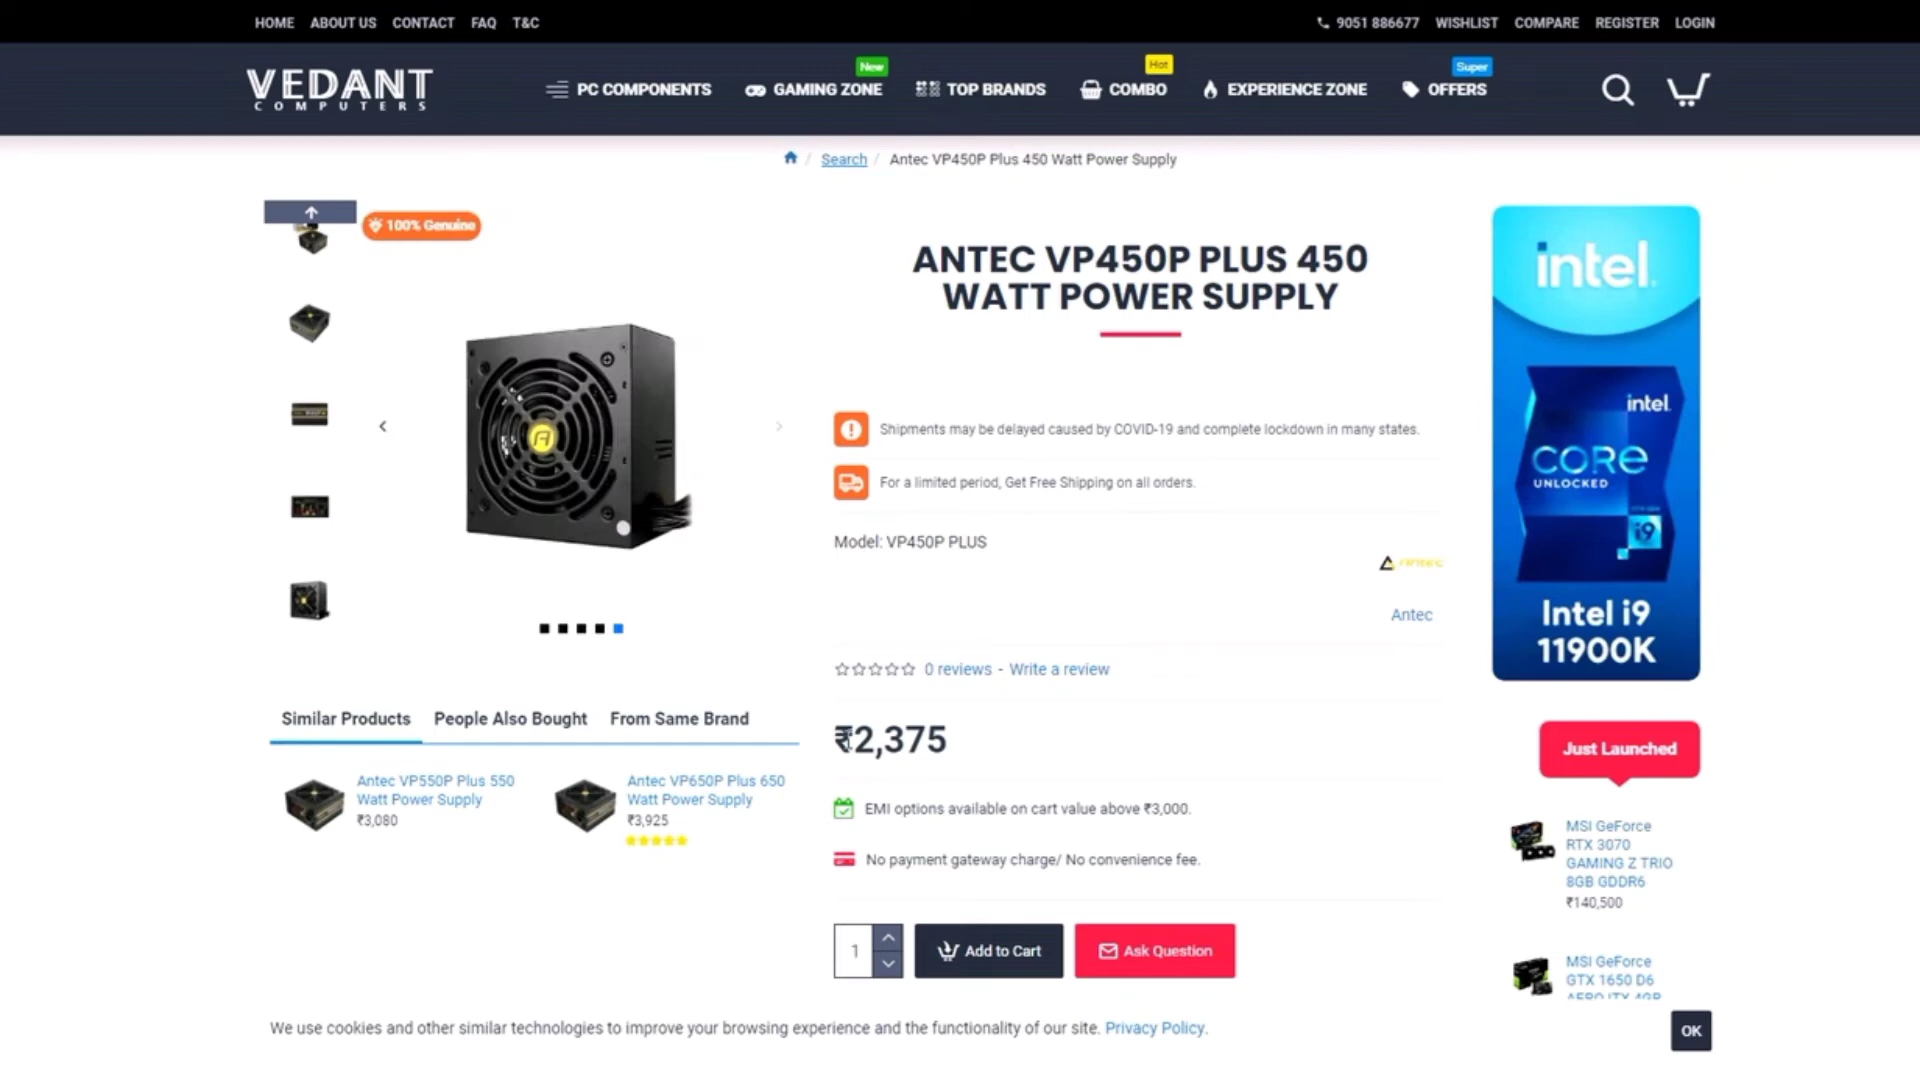 HOME ABOUT US CONTACT FAQ T&C
9051 886677 WISHLIST COMPARE REGISTER LOGIN
VEDANT
COMPUTERS
PC COMPONENTS
New
GAMING ZONE
TOP BRANDS
Hot
COMBO
EXPERIENCE ZONE
Super
OFFERS
/ Search / Antec VP450P Plus 450 Watt Power Supply
100% Genuine
ANTEC VP450P PLUS 450
WATT POWER SUPPLY
Shipments may be delayed caused by COVID-19 and complete lockdown in many states.
For a limited period, Get Free Shipping on all orders.
Model: VP450P PLUS
Antec
Antec
0 reviews - Write a review
₹2,375
EMI options available on cart value above ₹3,000.
No payment gateway charge/ No convenience fee.
1
Add to Cart
Ask Question
Similar Products People Also Bought From Same Brand
Antec VP550P Plus 550
Watt Power Supply
₹3,080
Antec VP650P Plus 650
Watt Power Supply
₹3,925
intel.
intel.
CORE
UNLOCKED
i9
Intel i9
11900K
Just Launched
MSI GeForce
RTX 3070
GAMING Z TRIO
8GB GDDR6
₹140,500
MSI GeForce
GTX 1650 D6
AERO ITX 4GB
We use cookies and other similar technologies to improve your browsing experience and the functionality of our site. Privacy Policy.
OK